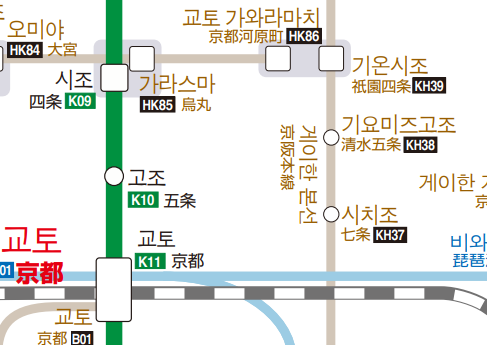 오미야
HK84 大宮
교토 가와라마치
京都河原町 HK86
시조
四条 K09
가라스마
HK85 烏丸
기온시조
祇園四条 KH39
기요미즈고조
清水五条 KH38
게이한 본선
京阪本線
고조
K10 五条
게이한
시치조
七条 KH37
교토
01 京都
교토
K11 京都
비와
琵琶
교토
京都 B01